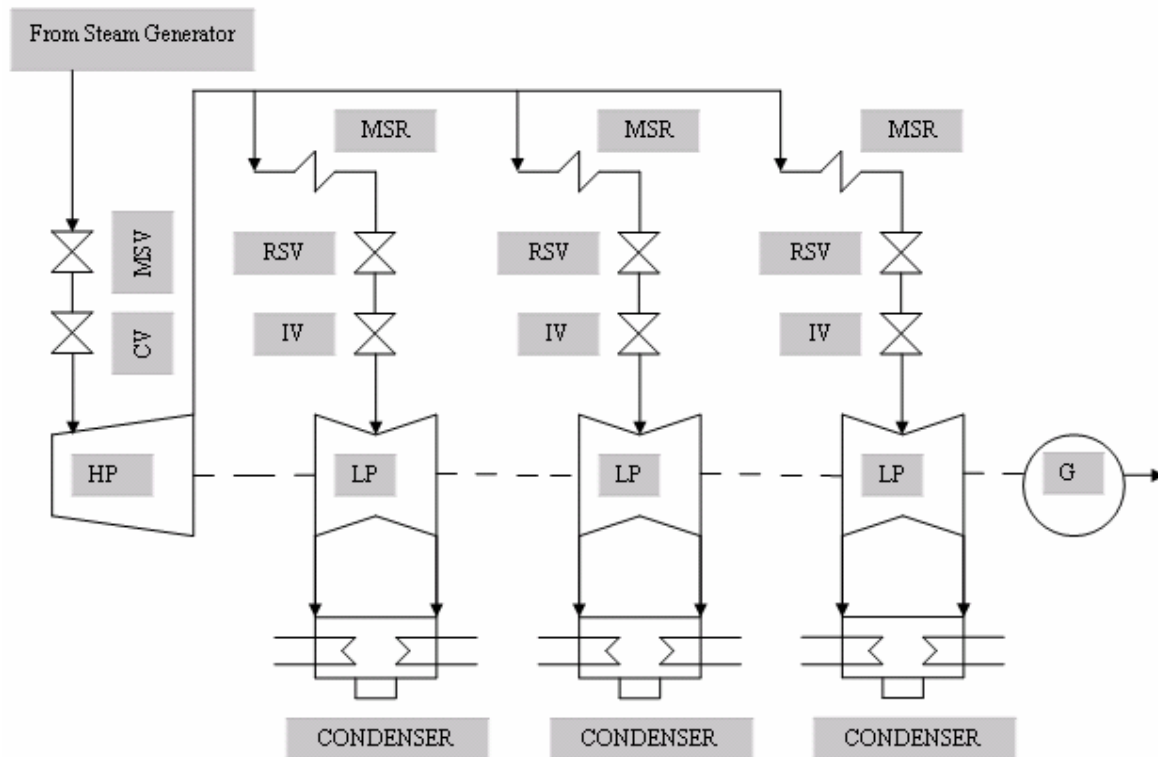 From Steam Generator
MSR
MSR
MSR
MSV
RSV
RSV
RSV
CV
IV
IV
IV
HP
LP
LP
LP
G
CONDENSER
CONDENSER
CONDENSER